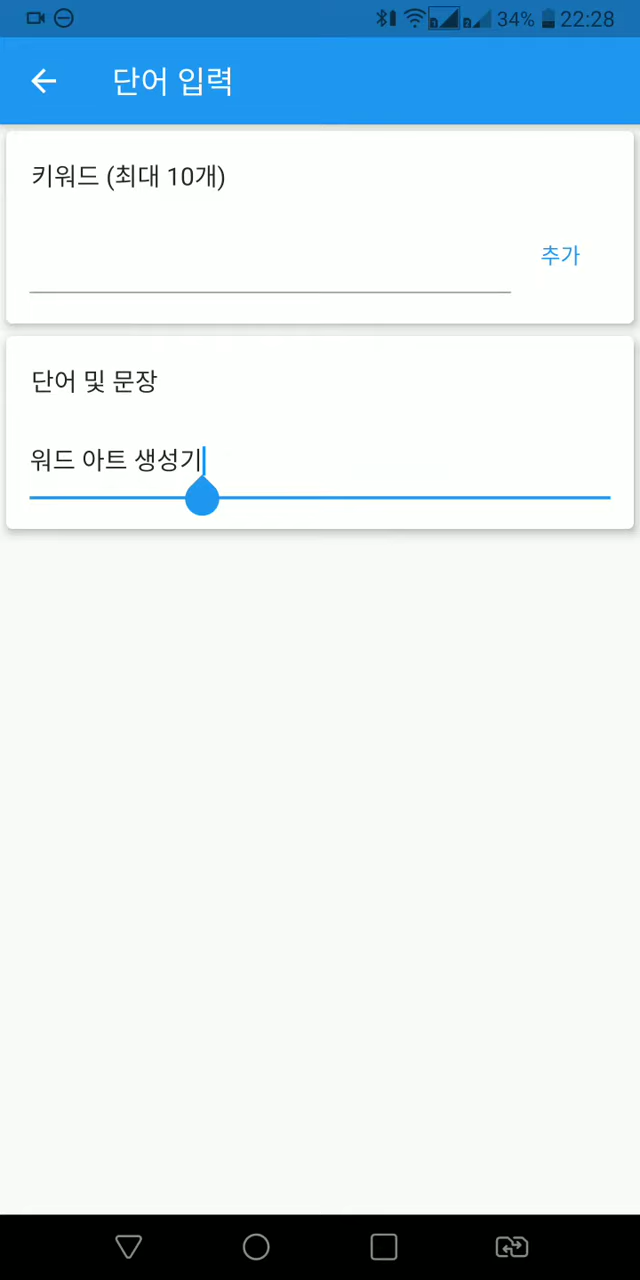 34% 22:28
단어 입력
키워드 (최대 10개)
추가
단어 및 문장
워드 아트 생성기